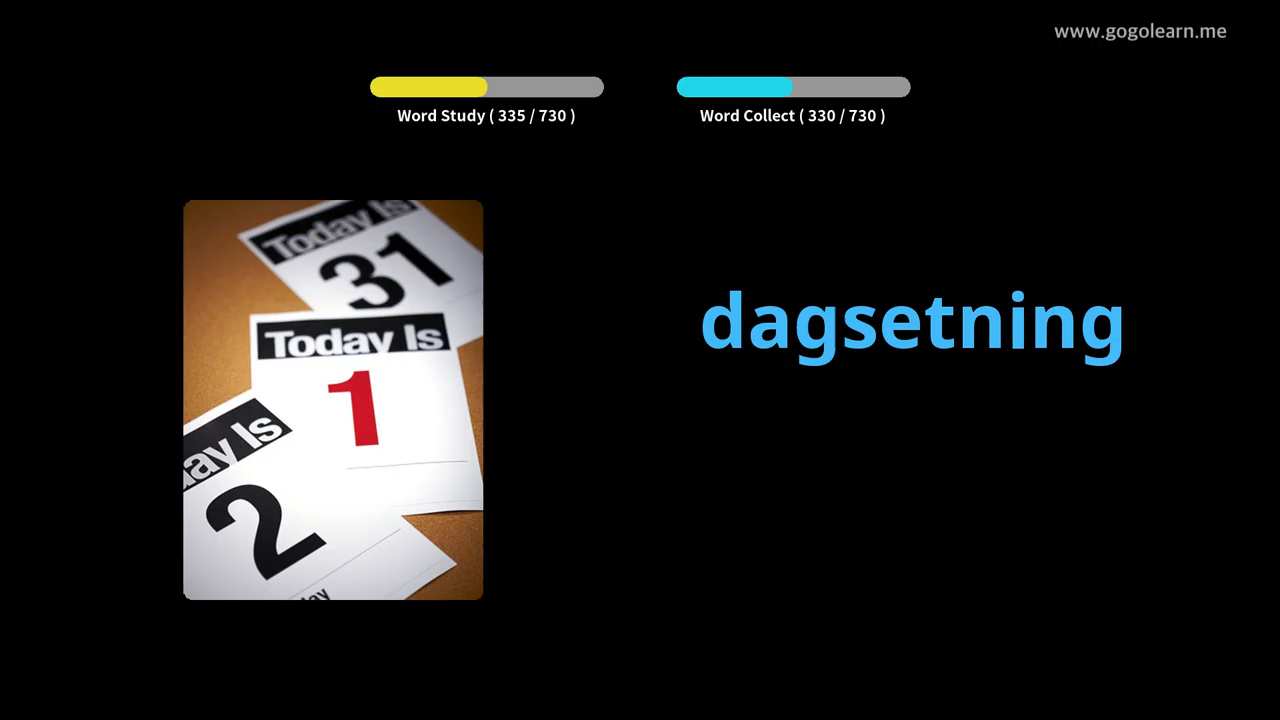 www.gogolearn.me
Word Study ( 335 / 730 )
Word Collect ( 330 / 730 )
Today Is
31
Today Is
1
ay Is
2
ay
dagsetning